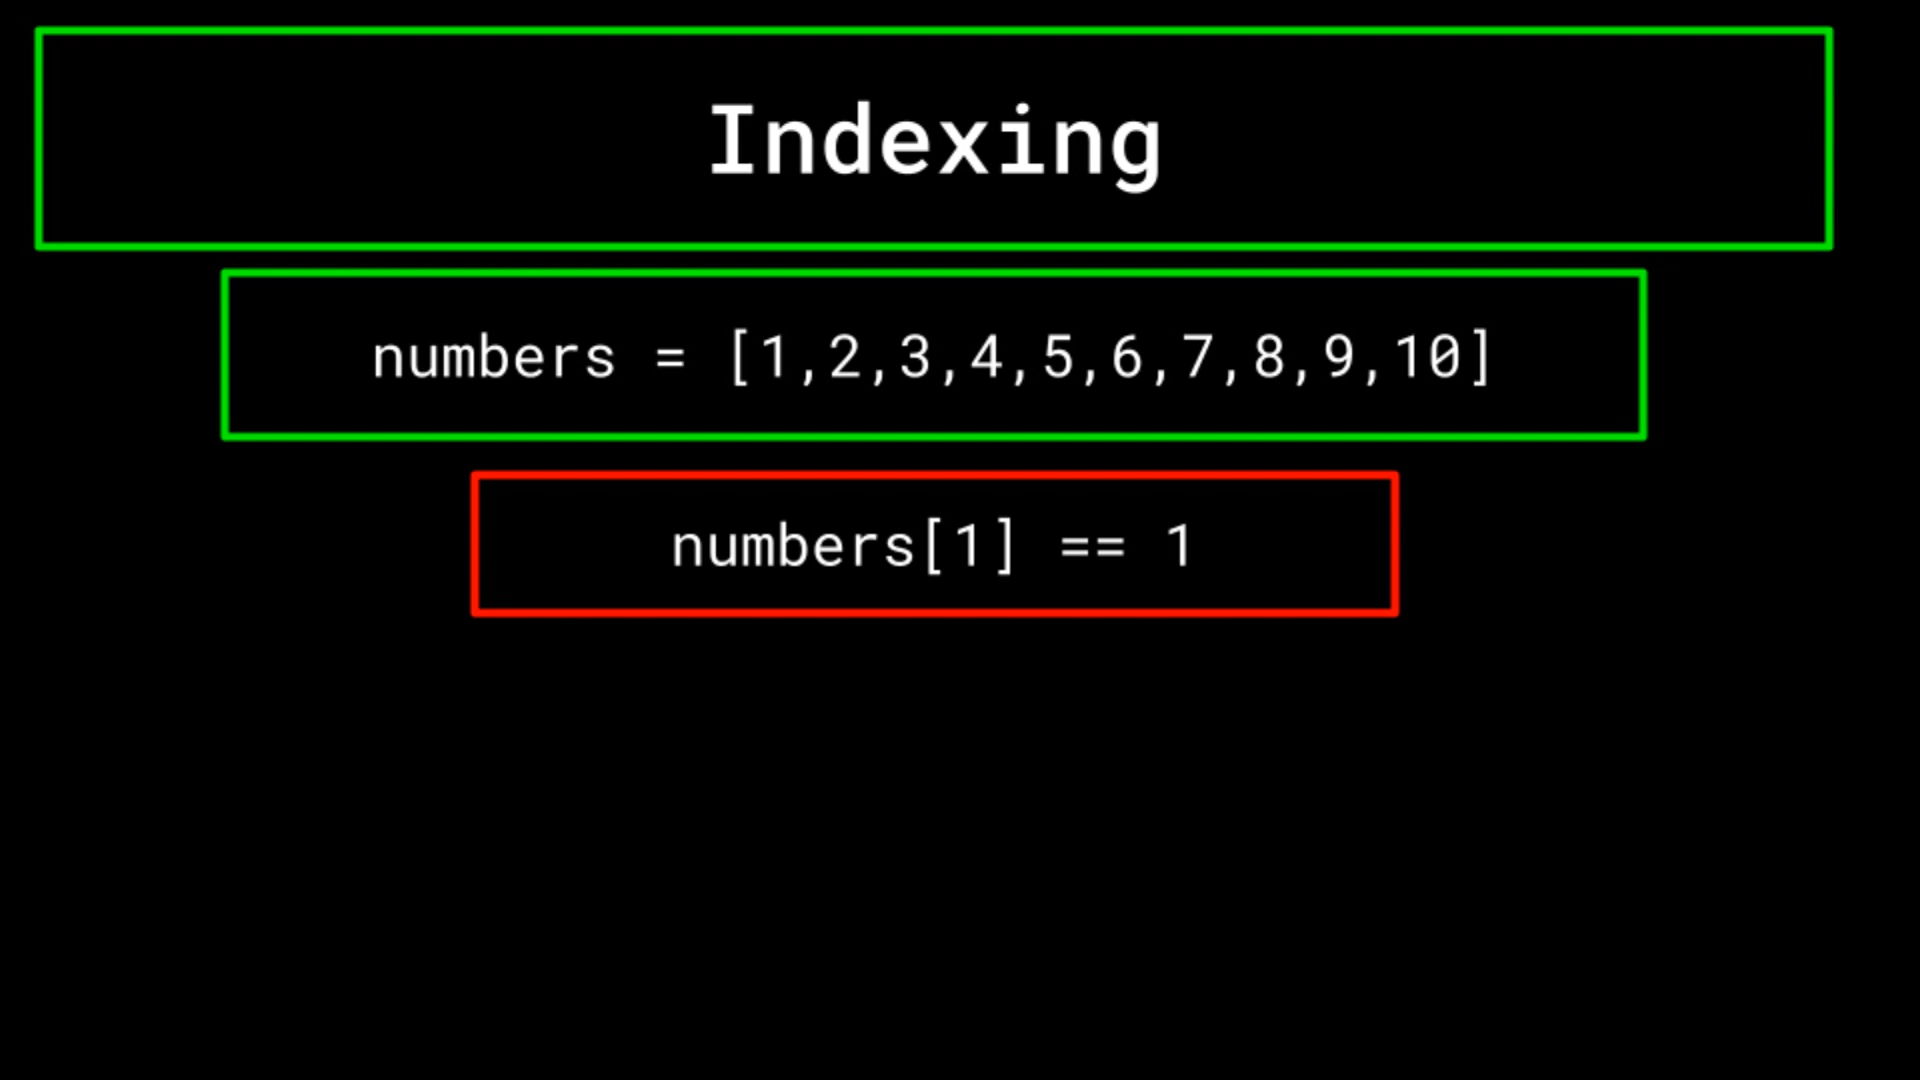 Indexing
numbers = [1,2,3,4,5,6,7,8,9,10]
numbers[1] == 1